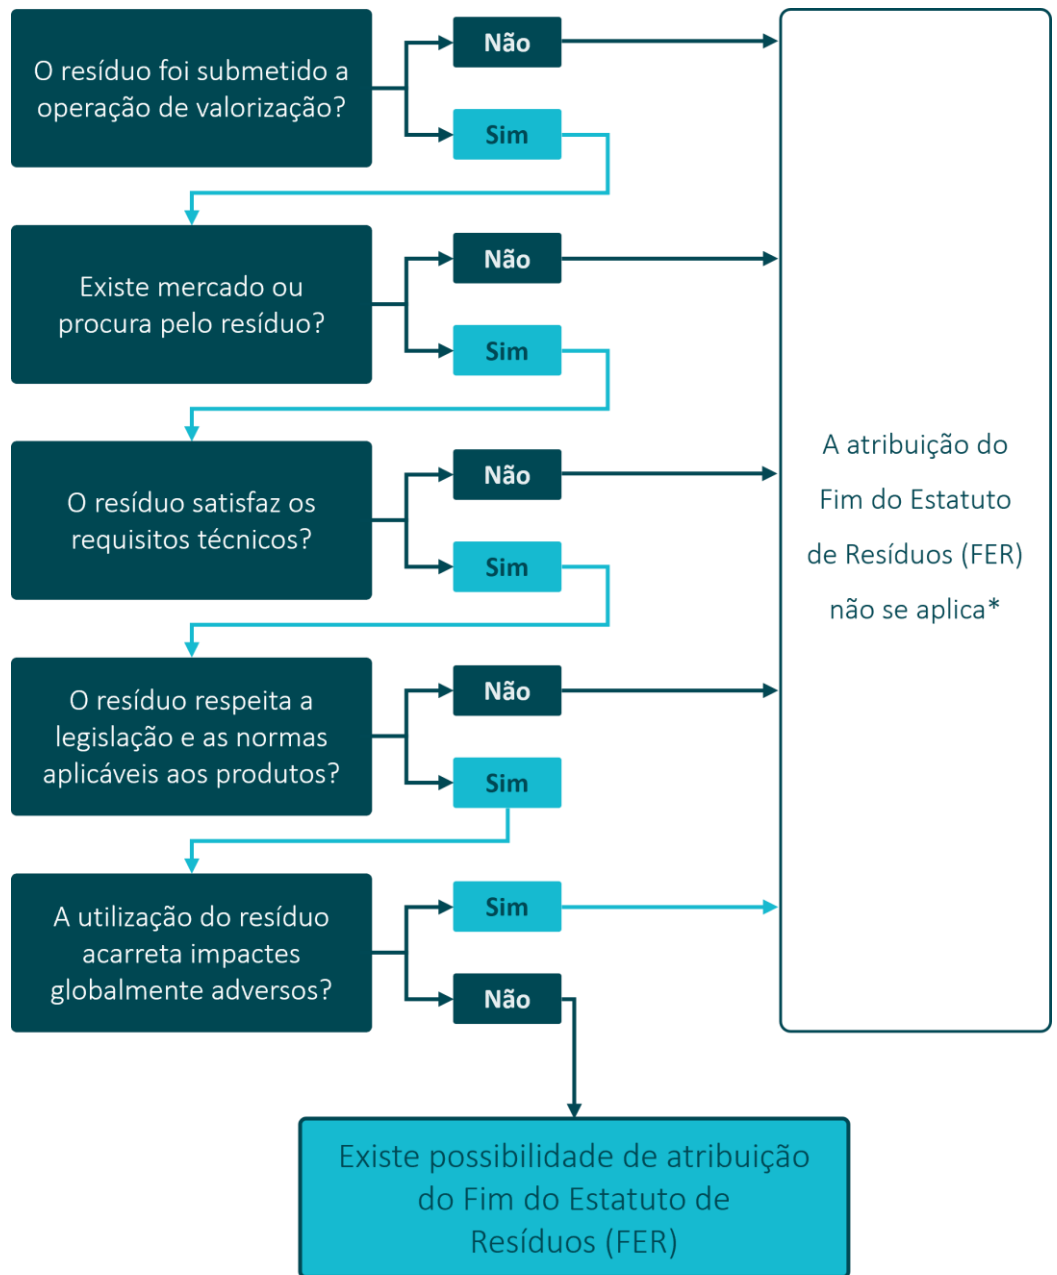 O resíduo foi submetido a
operação de valorização?
Não
Sim
Existe mercado ou
procura pelo resíduo?
Não
Sim
O resíduo satisfaz os
requisitos técnicos?
Não
Sim
O resíduo respeita a
legislação e as normas
aplicáveis aos produtos?
Não
Sim
A utilização do resíduo
acarreta impactes
globalmente adversos?
Sim
Não
A atribuição do
Fim do Estatuto
de Resíduos (FER)
não se aplica*
Existe possibilidade de atribuição
do Fim do Estatuto de
Resíduos (FER)